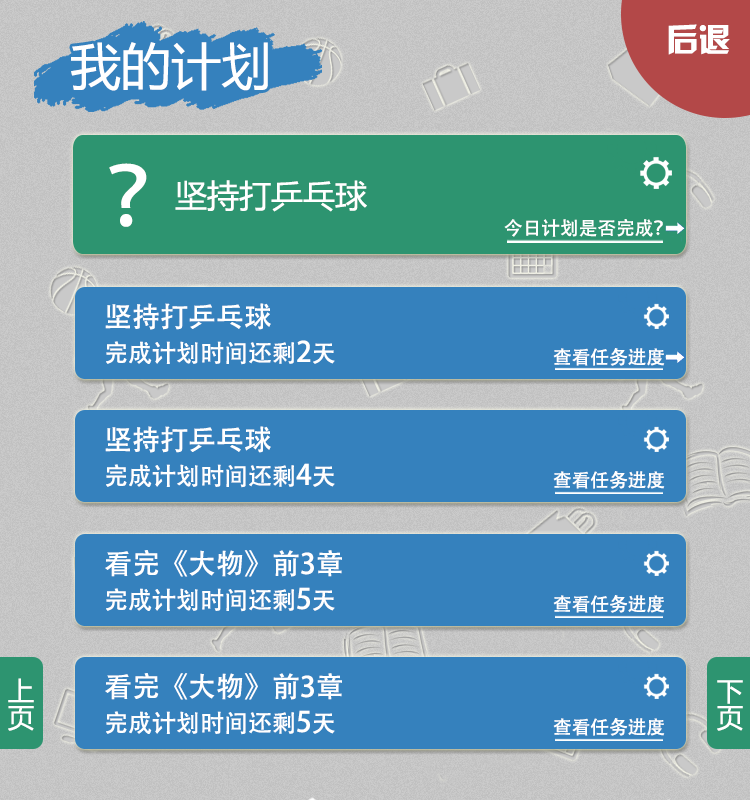 我的计划
后退
?
坚持打乒乓球
今日计划是否完成?
坚持打乒乓球
完成计划时间还剩2天
查看任务进度
坚持打乒乓球
完成计划时间还剩4天
查看任务进度
看完《大物》前3章
完成计划时间还剩5天
查看任务进度
看完《大物》前3章
完成计划时间还剩5天
查看任务进度
上页
下页